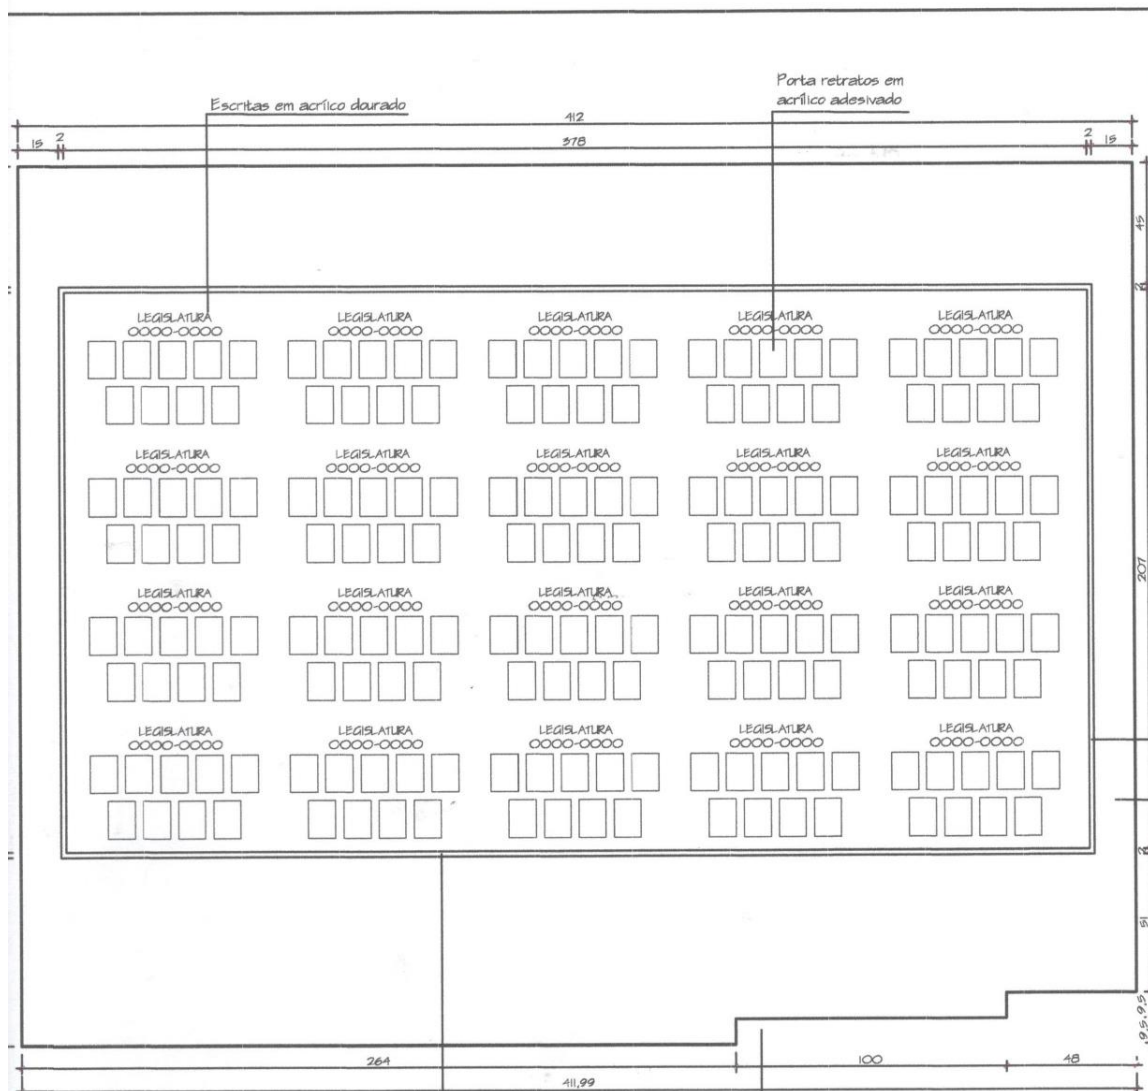 Escritas em acrílico dourado
Porta retratos em
acrílico adesivado
412
15 2 378 2 15
45
2
LEGISLATURA LEGISLATURA LEGISLATURA LEGISLATURA LEGISLATURA
0000-0000 0000-0000 0000-0000 0000-0000 0000-0000
LEGISLATURA LEGISLATURA LEGISLATURA LEGISLATURA LEGISLATURA
0000-0000 0000-0000 0000-0000 0000-0000 0000-0000
207
LEGISLATURA LEGISLATURA LEGISLATURA LEGISLATURA LEGISLATURA
0000-0000 0000-0000 0000-0000 0000-0000 0000-0000
LEGISLATURA LEGISLATURA LEGISLATURA LEGISLATURA LEGISLATURA
0000-0000 0000-0000 0000-0000 0000-0000 0000-0000
2
51
9,5
9,5
264 100 48
411,99